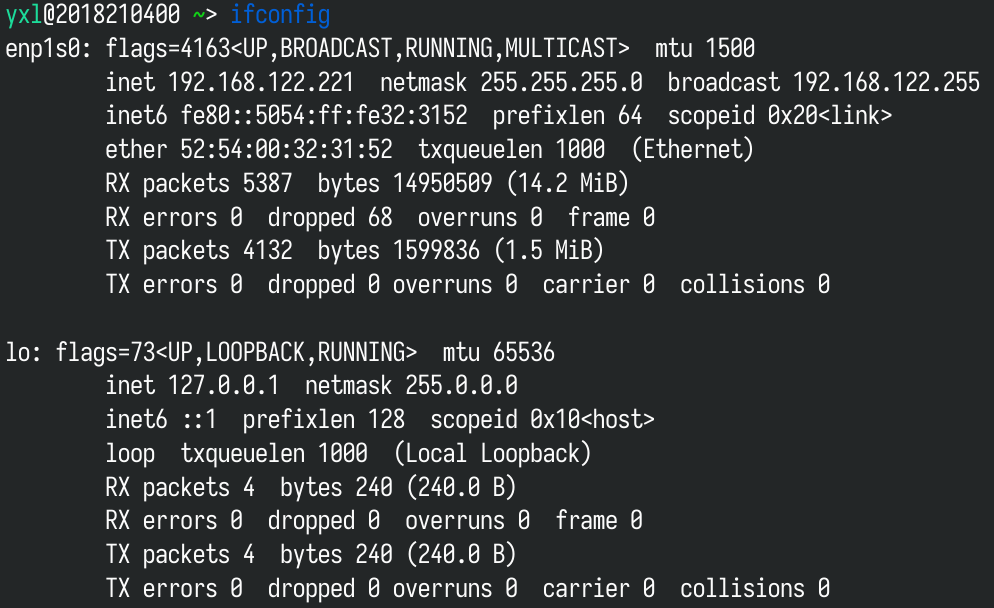 yxl@2018210400 ~> ifconfig
enp1s0: flags=4163<UP,BROADCAST,RUNNING,MULTICAST>  mtu 1500
        inet 192.168.122.221  netmask 255.255.255.0  broadcast 192.168.122.255
        inet6 fe80::5054:ff:fe32:3152  prefixlen 64  scopeid 0x20<link>
        ether 52:54:00:32:31:52  txqueuelen 1000  (Ethernet)
        RX packets 5387  bytes 14950509 (14.2 MiB)
        RX errors 0  dropped 68  overruns 0  frame 0
        TX packets 4132  bytes 1599836 (1.5 MiB)
        TX errors 0  dropped 0 overruns 0  carrier 0  collisions 0

lo: flags=73<UP,LOOPBACK,RUNNING>  mtu 65536
        inet 127.0.0.1  netmask 255.0.0.0
        inet6 ::1  prefixlen 128  scopeid 0x10<host>
        loop  txqueuelen 1000  (Local Loopback)
        RX packets 4  bytes 240 (240.0 B)
        RX errors 0  dropped 0  overruns 0  frame 0
        TX packets 4  bytes 240 (240.0 B)
        TX errors 0  dropped 0 overruns 0  carrier 0  collisions 0